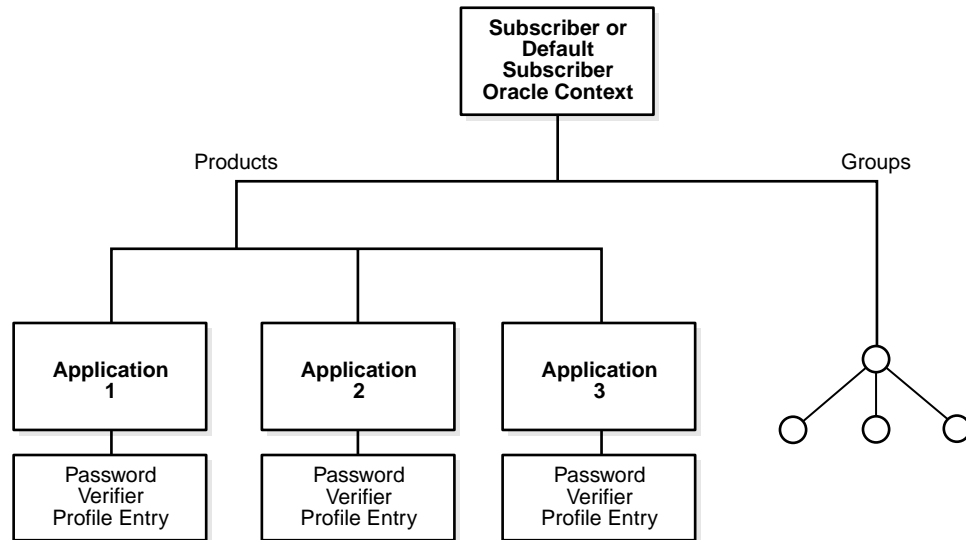 Subscriber or
Default
Subscriber
Oracle Context
Products
Groups
Application
1
Application
2
Application
3
Password
Verifier
Profile Entry
Password
Verifier
Profile Entry
Password
Verifier
Profile Entry